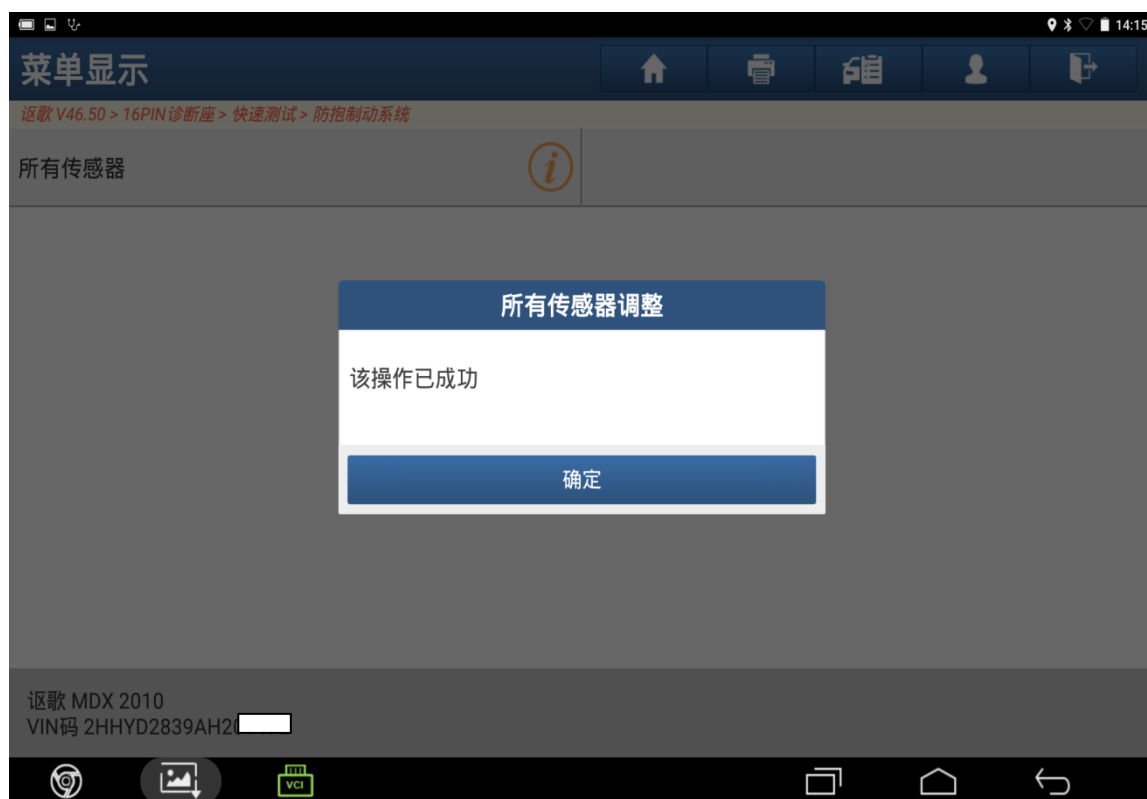 14:15
菜单显示
讴歌 V46.50 > 16PIN诊断座 > 快速测试 > 防抱制动系统
所有传感器
i
所有传感器调整
该操作已成功
确定
讴歌 MDX 2010
VIN码 2HHYD2839AH20
VCI